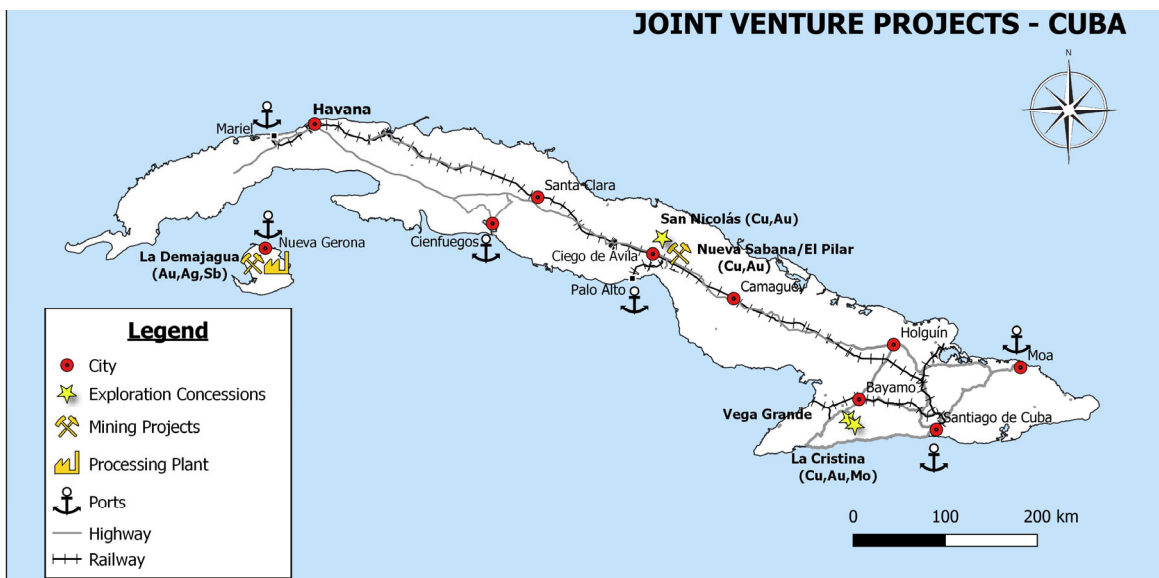 JOINT VENTURE PROJECTS - CUBA
N
Havana
Mariel
Santa Clara
San Nicolás (Cu,Au)
Nueva Gerona
Cienfuegos
Ciego de Ávila
Nueva Sabana/El Pilar
(Cu,Au)
La Demajagua
(Au,Ag,Sb)
Palo Alto
Camaguey
Holguín
Moa
Bayamo
Vega Grande
Santiago de Cuba
La Cristina
(Cu,Au,Mo)
Legend
City
Exploration Concessions
Mining Projects
Processing Plant
Ports
Highway
Railway
0 100 200 km